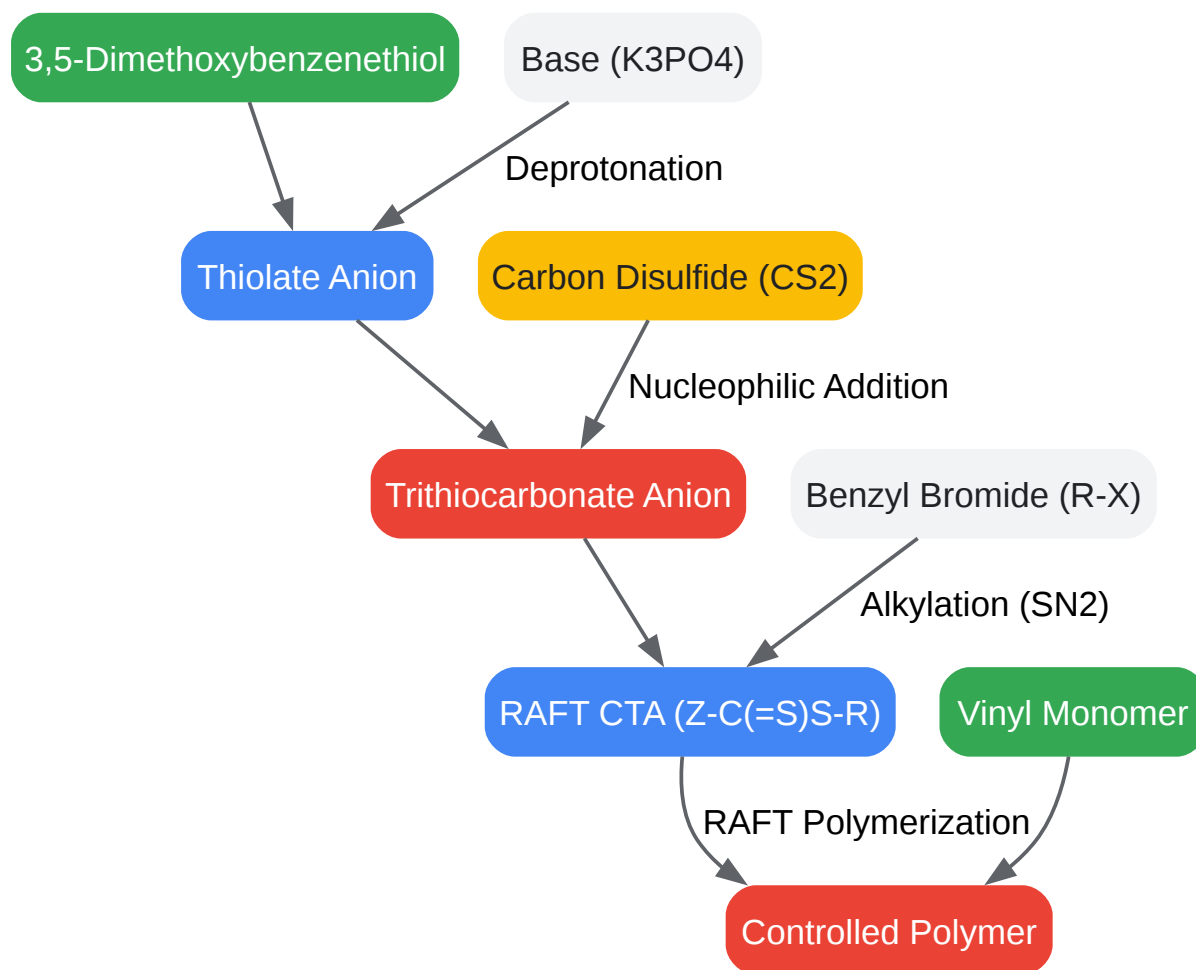 3,5-Dimethoxybenzenethiol
Base (K3PO4)
Deprotonation
Thiolate Anion
Carbon Disulfide (CS2)
Nucleophilic Addition
Trithiocarbonate Anion
Benzyl Bromide (R-X)
Alkylation (SN2)
RAFT CTA (Z-C(=S)S-R)
Vinyl Monomer
RAFT Polymerization
Controlled Polymer